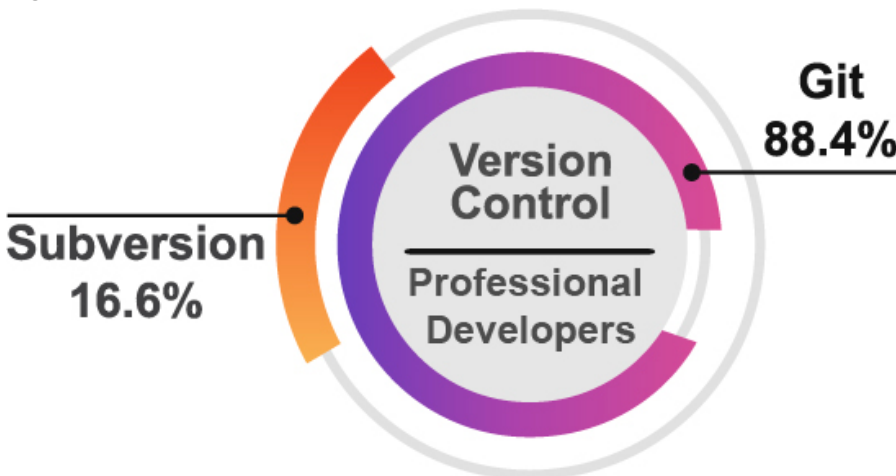 Git
88.4%
Version
Control
Professional
Developers
Subversion
16.6%